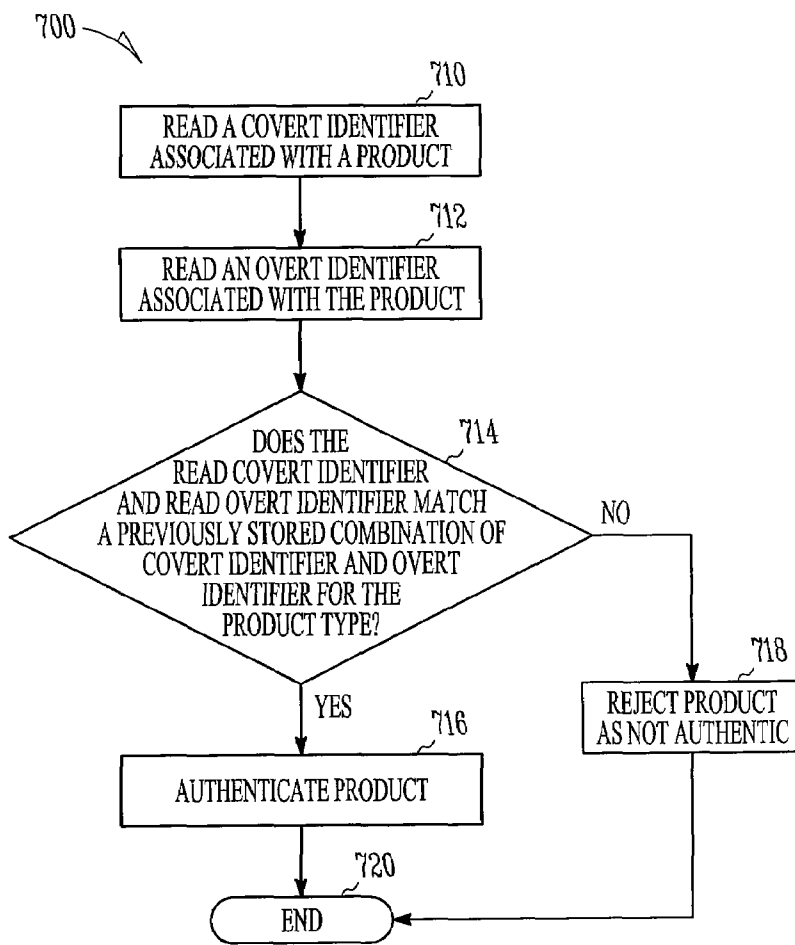 700
710
READ A COVERT IDENTIFIER
ASSOCIATED WITH A PRODUCT
712
READ AN OVERT IDENTIFIER
ASSOCIATED WITH THE PRODUCT
714
DOES THE
READ COVERT IDENTIFIER
AND READ OVERT IDENTIFIER MATCH
A PREVIOUSLY STORED COMBINATION OF
COVERT IDENTIFIER AND OVERT
IDENTIFIER FOR THE
PRODUCT TYPE?
NO
YES
718
REJECT PRODUCT
AS NOT AUTHENTIC
716
AUTHENTICATE PRODUCT
720
END